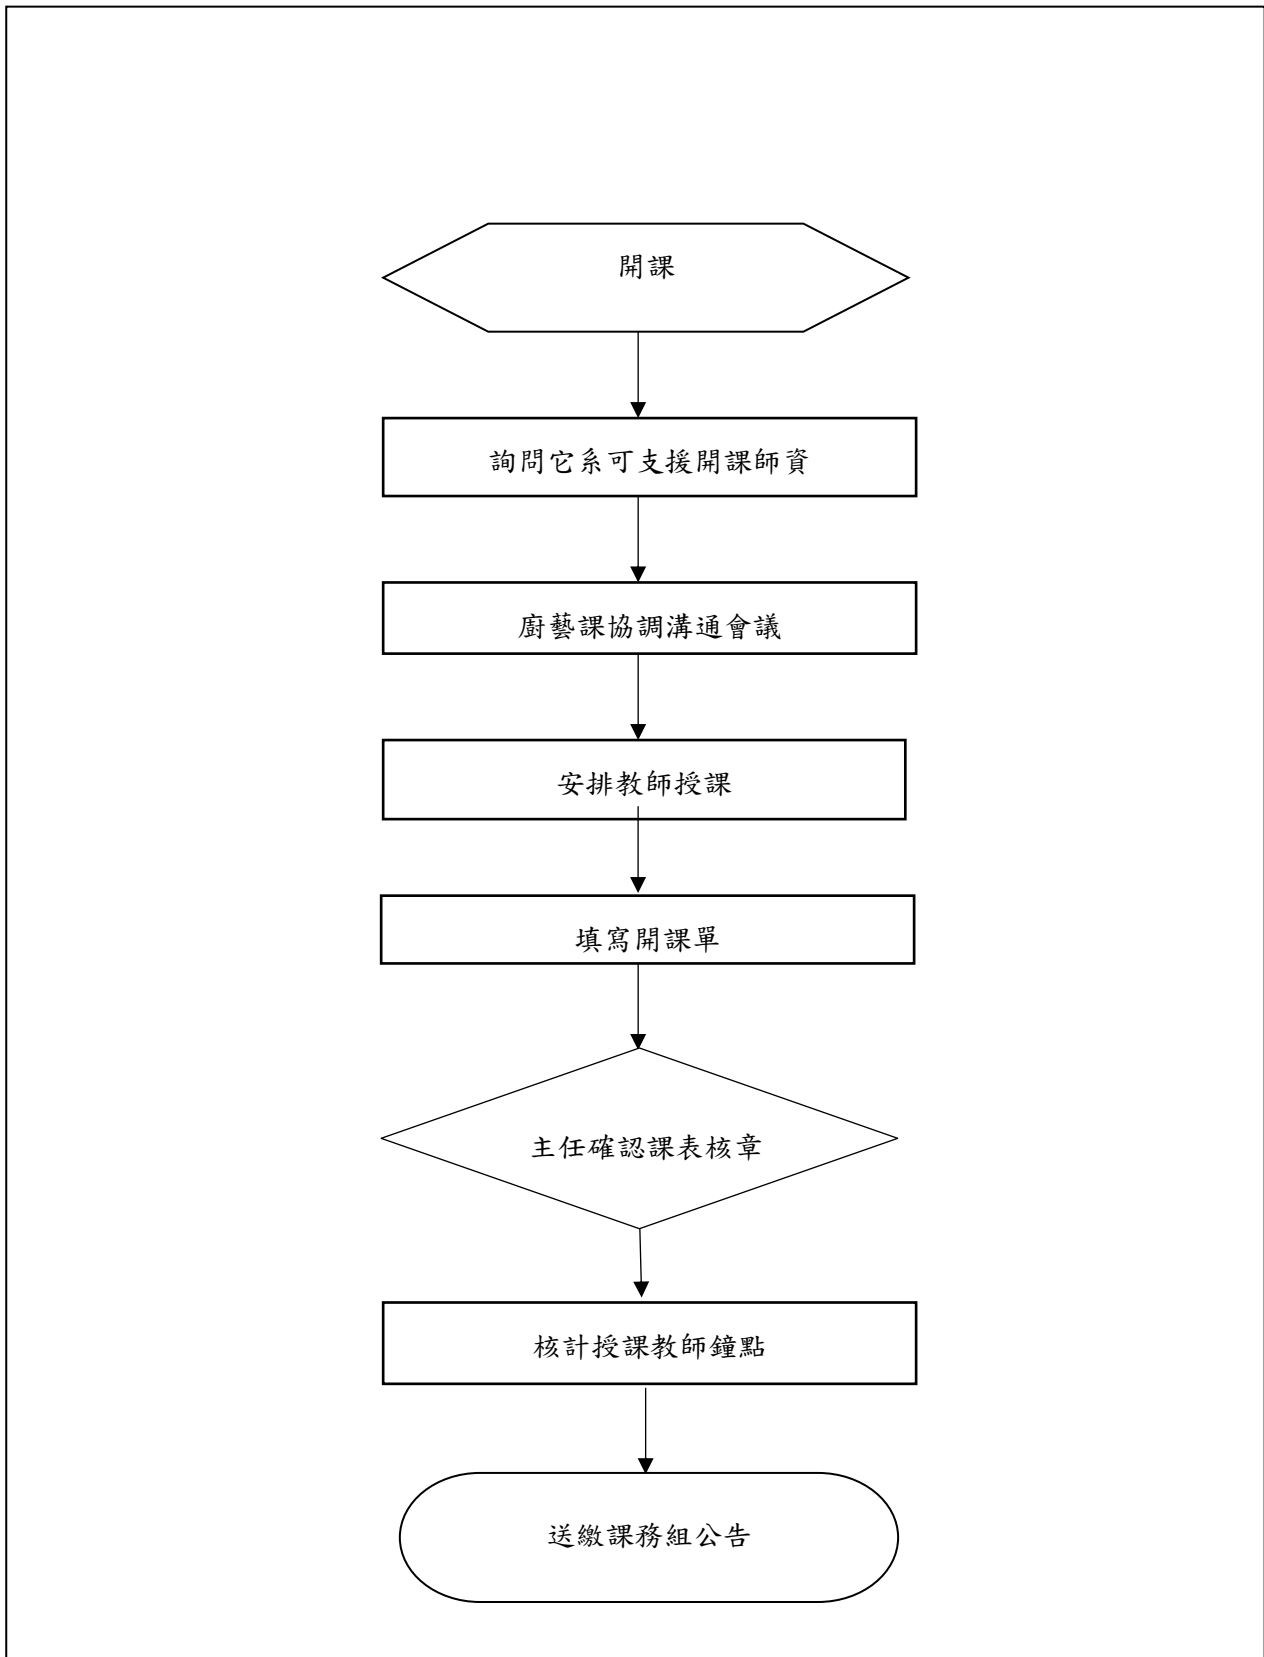 開課
詢問它系可支援開課師資
廚藝課協調溝通會議
安排教師授課
填寫開課單
主任確認課表核章
核計授課教師鐘點
送繳課務組公告